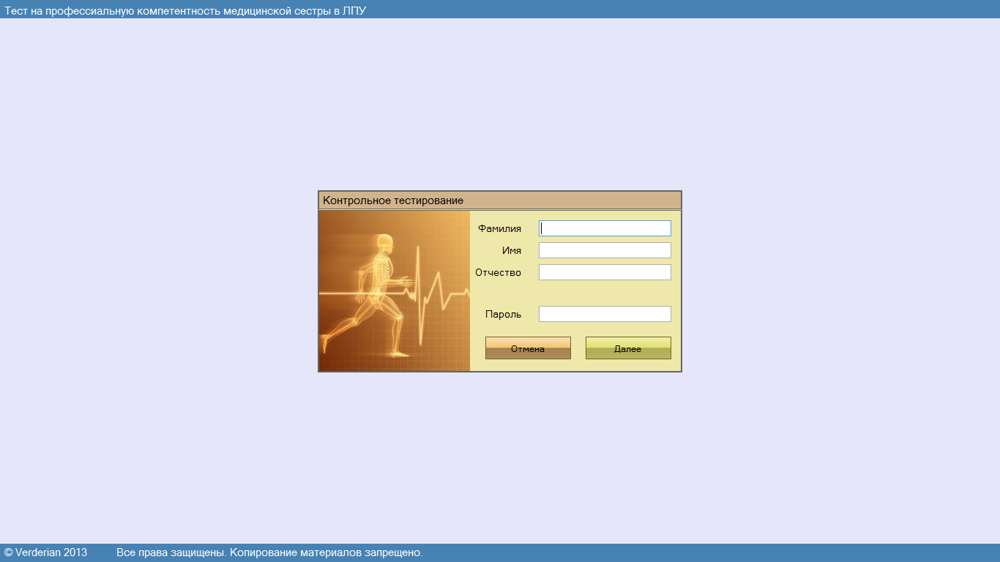 Тест на профессиальную компетентность медицинской сестры в ЛПУ
Контрольное тестирование
Фамилия
Имя
Отчество
Пароль
Отмена Далее
© Verderian 2013 Все права защищены. Копирование материалов запрещено.